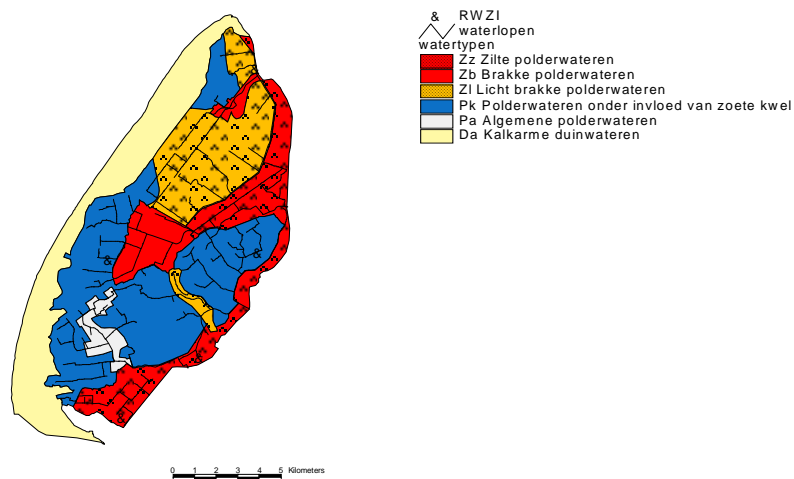 & RWZI
waterlopen
watertypen
Zz Zilte polderwateren
Zb Brakke polderwateren
Zl Licht brakke polderwateren
Pk Polderwateren onder invloed van zoete kwel
Pa Algemene polderwateren
Da Kalkarme duinwateren
&
&
&
0 1 2 3 4 5 Kilometers